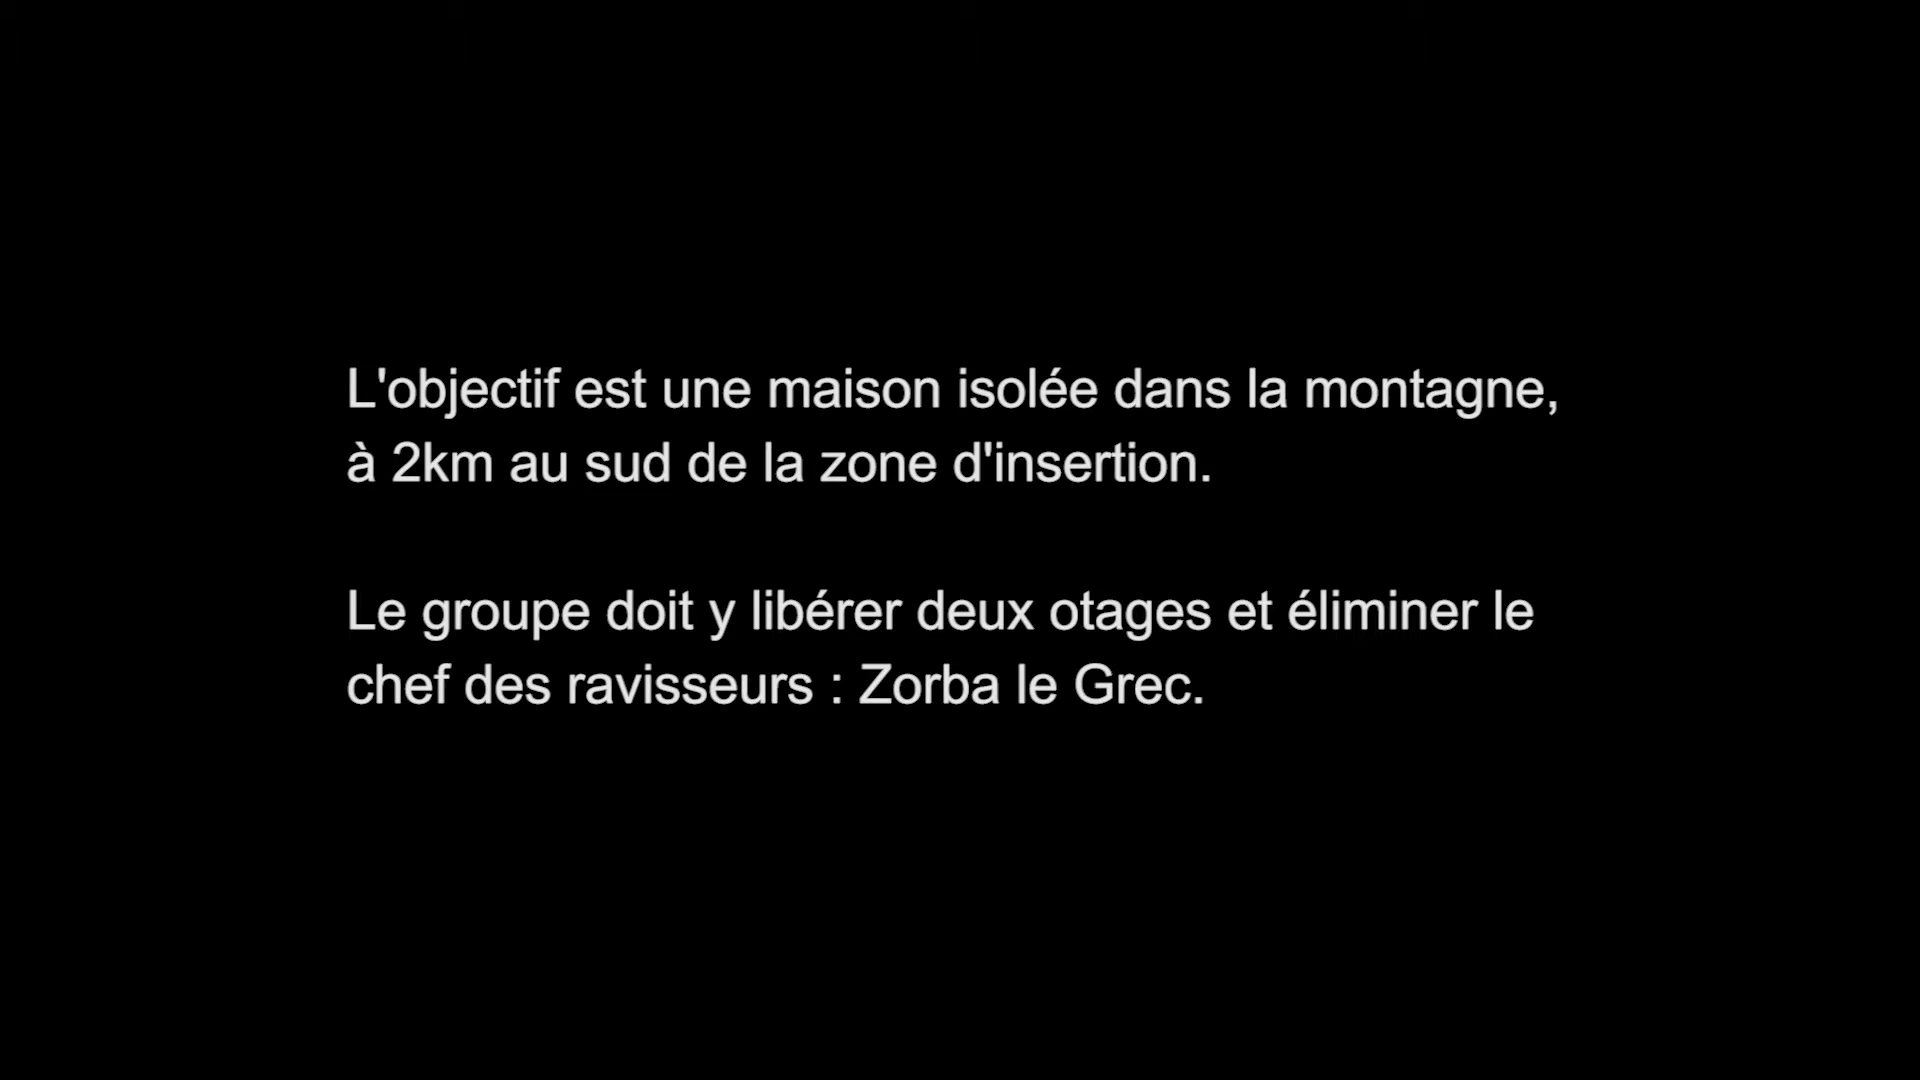 L'objectif est une maison isolée dans la montagne,
à 2km au sud de la zone d'insertion.
Le groupe doit y libérer deux otages et éliminer le
chef des ravisseurs : Zorba le Grec.